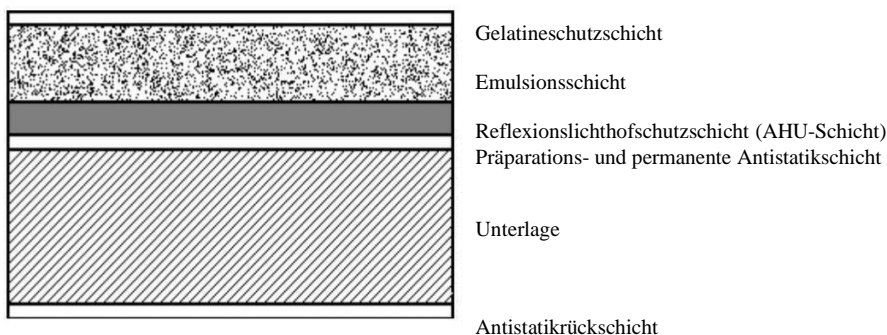 Gelatineschutzschicht
Emulsionsschicht
Reflexionslichthofschutzschicht (AHU-Schicht)
Präparations- und permanente Antistatikschicht
Unterlage
Antistatikrückschicht